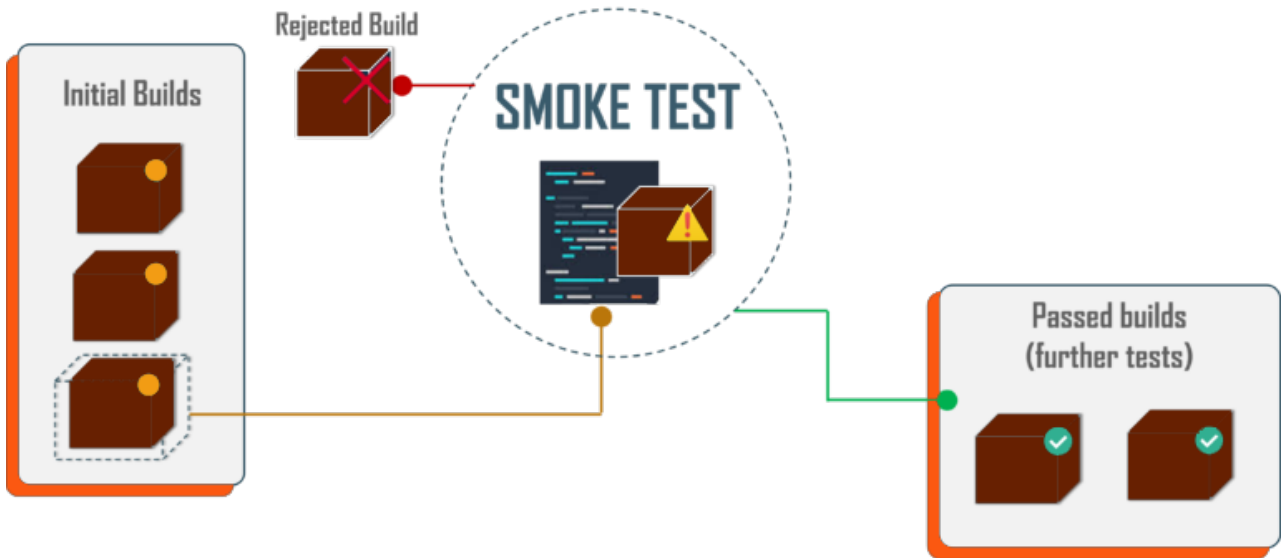 Rejected Build
Initial Builds
SMOKE TEST
Passed builds
(further tests)